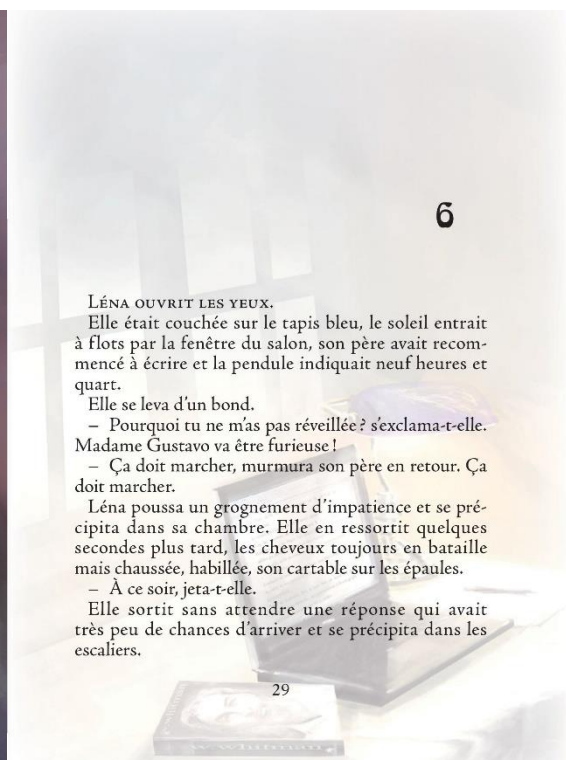 6
LÉNA OUVRIT LES YEUX.
Elle était couchée sur le tapis bleu, le soleil entrait
à flots par la fenêtre du salon, son père avait recom-
mencé à écrire et la pendule indiquait neuf heures et
quart.
Elle se leva d'un bond.
– Pourquoi tu ne m'as pas réveillée ? s'exclama-t-elle.
Madame Gustavo va être furieuse !
– Ça doit marcher, murmura son père en retour. Ça
doit marcher.
Léna poussa un grognement d'impatience et se pré-
cipita dans sa chambre. Elle en ressortit quelques
secondes plus tard, les cheveux toujours en bataille
mais chaussée, habillée, son cartable sur les épaules.
– À ce soir, jeta-t-elle.
Elle sortit sans attendre une réponse qui avait
très peu de chances d'arriver et se précipita dans les
escaliers.
29
w. whitman